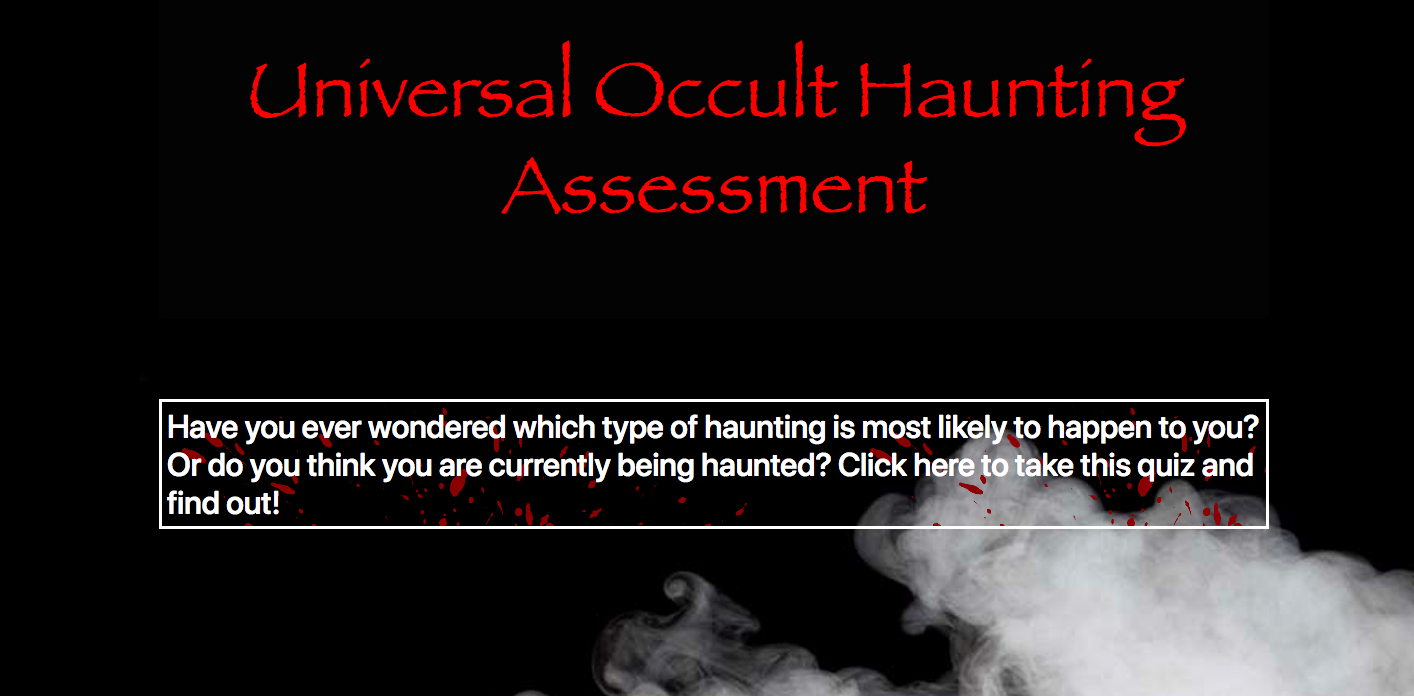 Universal Occult Haunting
Assessment
Have you ever wondered which type of haunting is most likely to happen to you?
Or do you think you are currently being haunted? Click here to take this quiz and
find out!